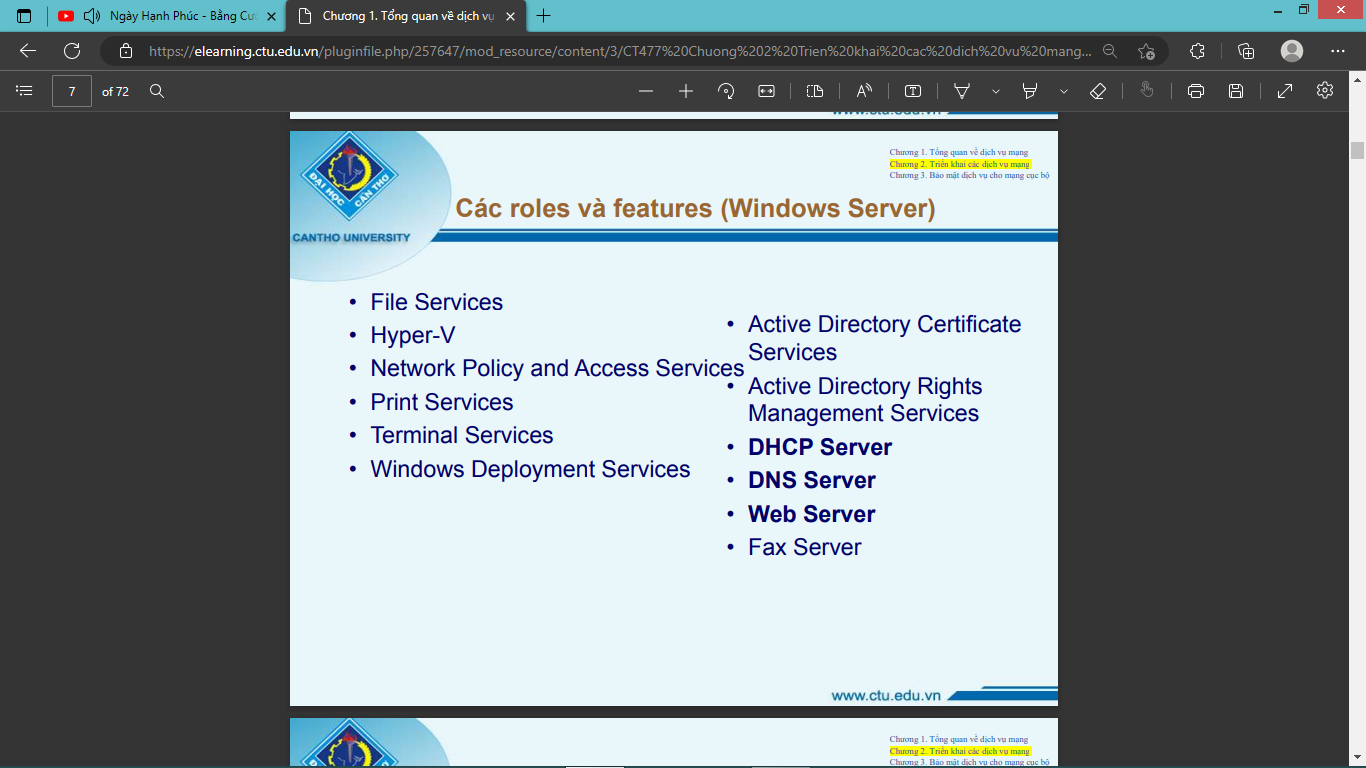 Ngày Hạnh Phúc - Bằng Cư
Chương 1. Tổng quan về dịch vụ
https://elearning.ctu.edu.vn/pluginfile.php/257647/mod_resource/content/3/CT477%20Chuong%202%20Trien%20khai%20cac%20dich%20vu%20mang...
7 of 72
www.ctu.edu.vn
ĐẠI HỌC CẦN THƠ
CANTHO UNIVERSITY
Chương 1. Tổng quan về dịch vụ mạng
Chương 2. Triển khai các dịch vụ mạng
Chương 3. Bảo mật dịch vụ cho mạng cục bộ
Các roles và features (Windows Server)
• File Services
• Hyper-V
• Network Policy and Access Services
• Print Services
• Terminal Services
• Windows Deployment Services
• Active Directory Certificate
Services
• Active Directory Rights
Management Services
• DHCP Server
• DNS Server
• Web Server
• Fax Server
www.ctu.edu.vn
Chương 1. Tổng quan về dịch vụ mạng
Chương 2. Triển khai các dịch vụ mạng
Chương 3. Bảo mật dịch vụ cho mạng cục bộ